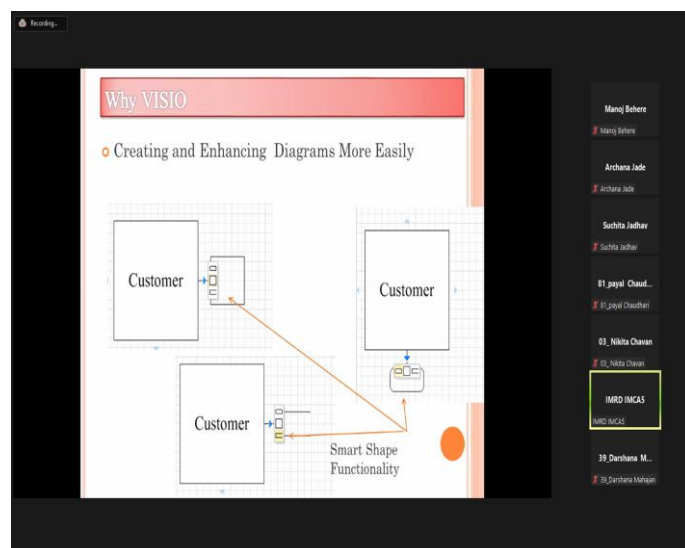 Recording...
Why VISIO
Creating and Enhancing Diagrams More Easily
Customer
Customer
Customer
Smart Shape
Functionality
Manoj Behere
Manoj Behere
Archana Jade
Archana Jade
Suchita Jadhav
Suchita Jadhav
81_payal Chaud...
81_payal Chaudhari
03_ Nikita Chavan
03_ Nikita Chavan
IMRD IMCA5
IMRD IMCA5
39_Darshana M...
39_Darshana Mahajan